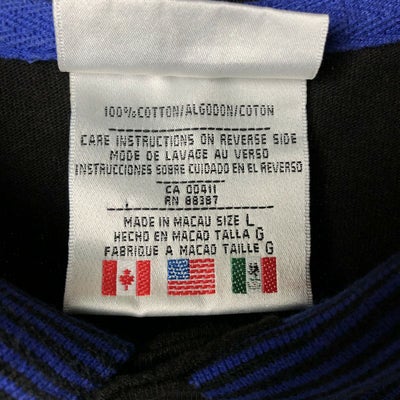 100%COTTON/ALGODON/COTON
CARE INSTRUCTIONS ON REVERSE SIDE
MODE DE LAVAGE AU VERSO
INSTRUCCIONES SOBRE CUIDADO EN EL REVERSO
CA 00411
RN 88387
MADE IN MACAU SIZE L
HECHO EN MACAO TALLA G
FABRIQUE A MACAO TAILLE G